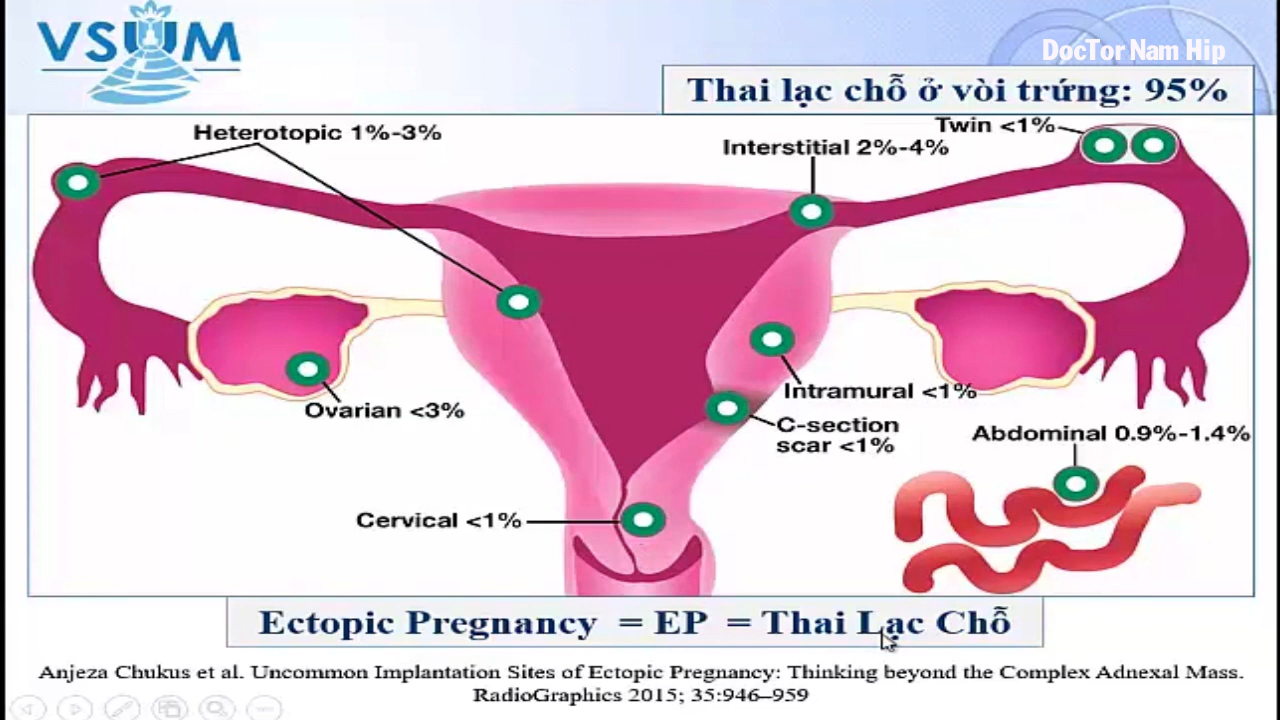 VSUM
DocTor Nam Hip
Thai lạc chỗ ở vòi trứng: 95%
Heterotopic 1%-3%
Twin <1%
Interstitial 2%-4%
Intramural <1%
Ovarian <3%
C-section
scar <1%
Abdominal 0.9%-1.4%
Cervical <1%
Ectopic Pregnancy = EP = Thai Lạc Chỗ
Anjeza Chukus et al. Uncommon Implantation Sites of Ectopic Pregnancy: Thinking beyond the Complex Adnexal Mass.
RadioGraphics 2015; 35:946–959